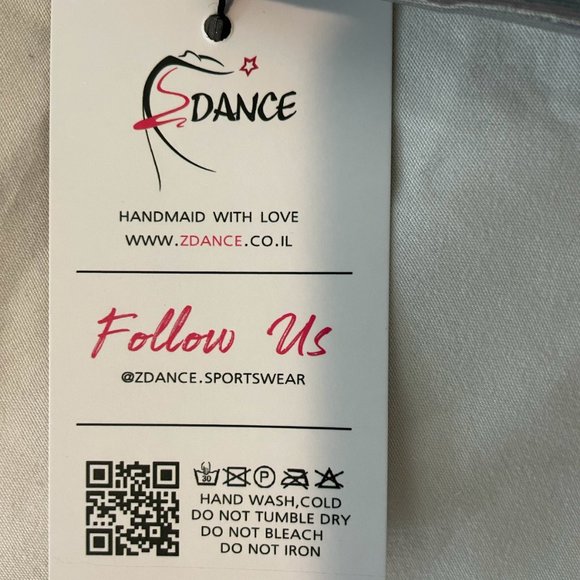 ZDANCE
HANDMAID WITH LOVE
WWW.ZDANCE.CO.IL
Follow Us
@ZDANCE.SPORTSWEAR
30 P
HAND WASH,COLD
DO NOT TUMBLE DRY
DO NOT BLEACH
DO NOT IRON